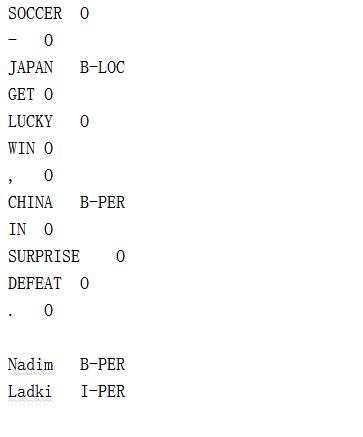 SOCCER O
- O
JAPAN B-LOC
GET O
LUCKY O
WIN O
, O
CHINA B-PER
IN O
SURPRISE O
DEFEAT O
. O
Nadim B-PER
Ladki I-PER